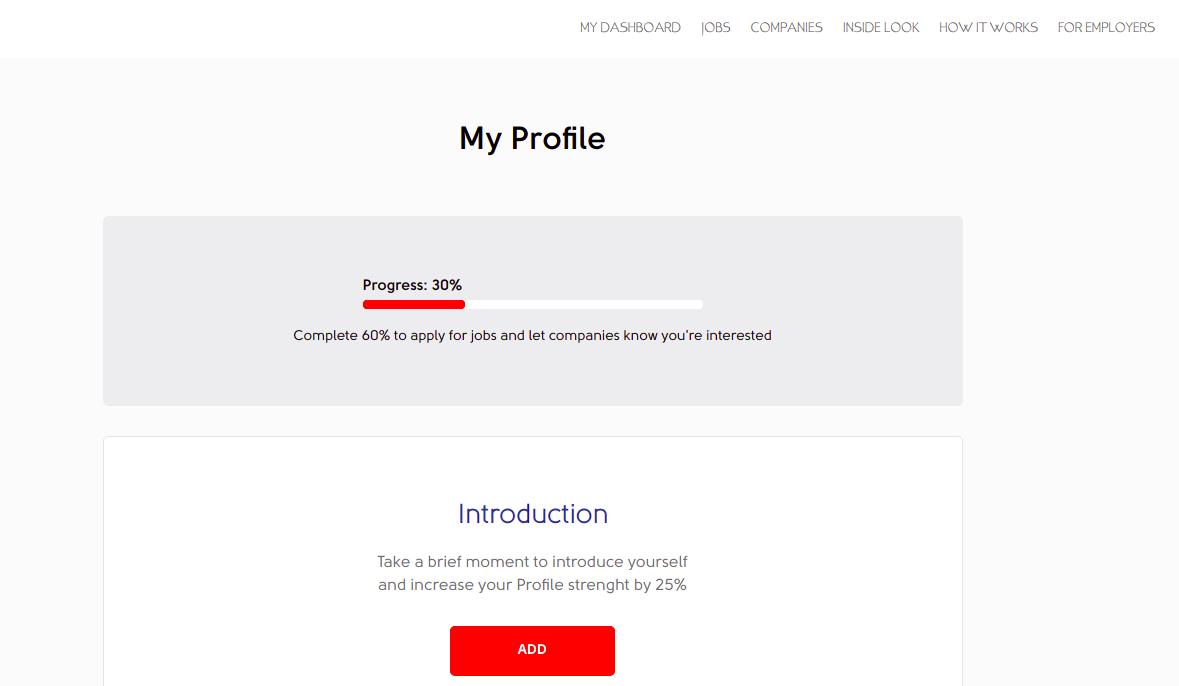 MY DASHBOARD JOBS COMPANIES INSIDE LOOK HOW IT WORKS FOR EMPLOYERS
My Profile
Progress: 30%
Complete 60% to apply for jobs and let companies know you're interested
Introduction
Take a brief moment to introduce yourself
and increase your Profile strenght by 25%
ADD